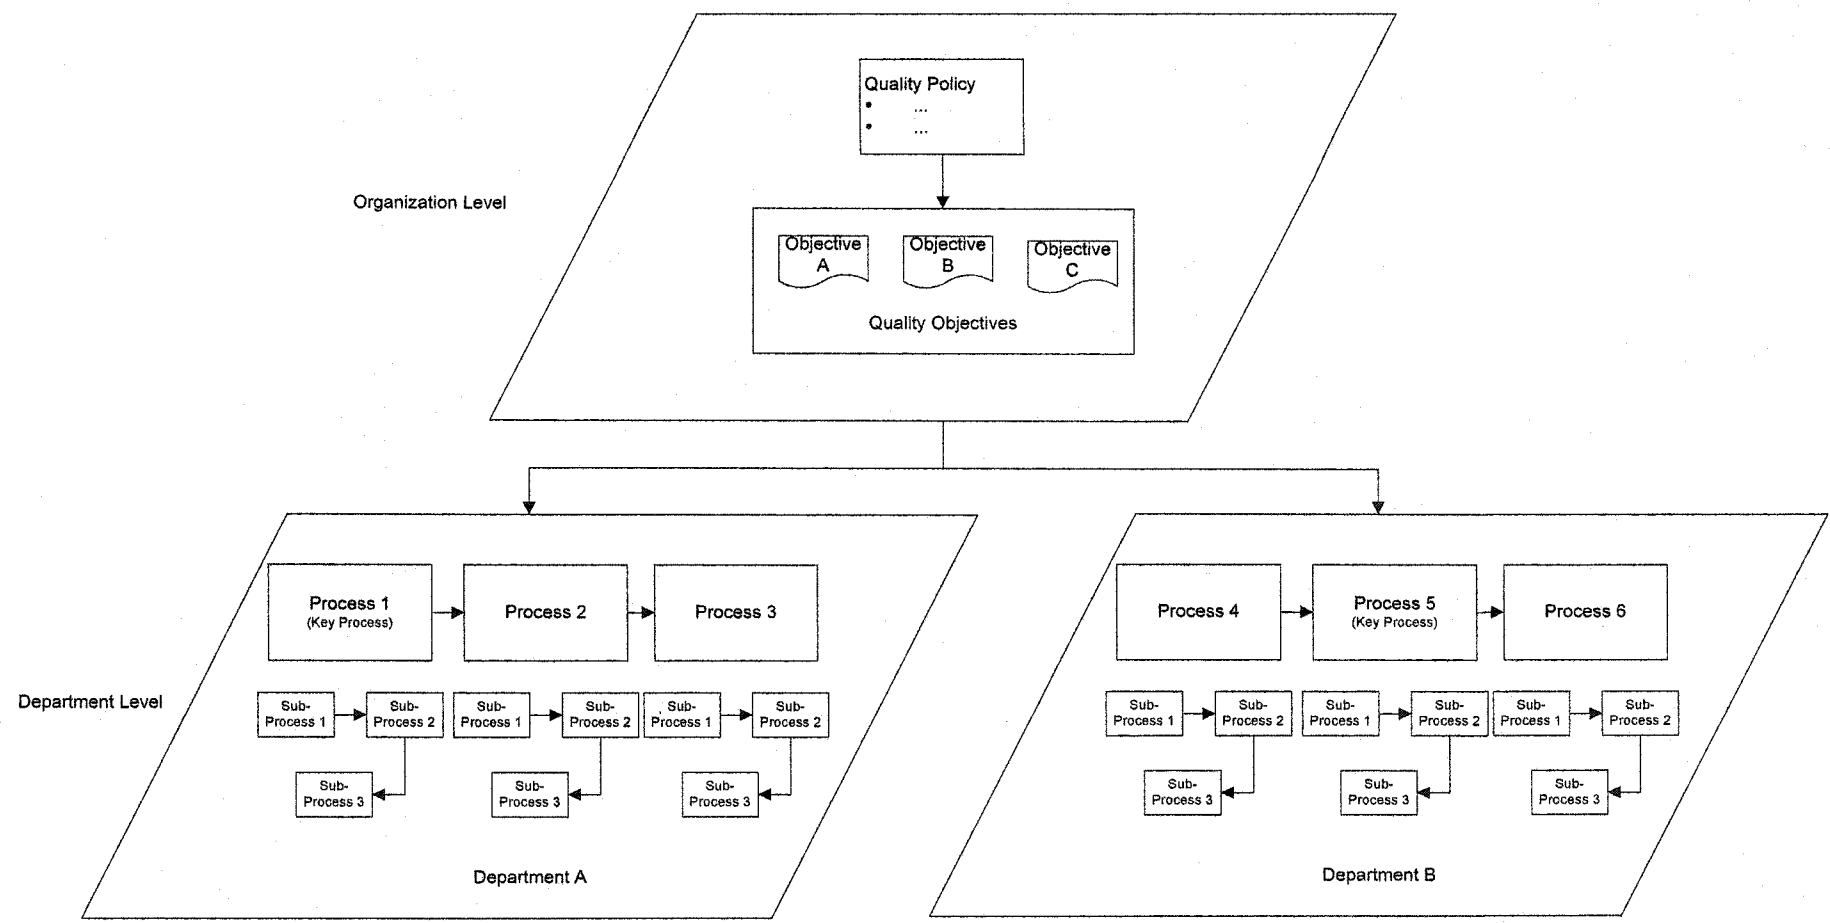 Quality Policy
• ...
• ...
Organization Level
Objective
A
Objective
B
Objective
C
Quality Objectives
Process 1
(Key Process)
Process 2
Process 3
Process 4
Process 5
(Key Process)
Process 6
Department Level
Sub-
Process 1
Sub-
Process 2
Sub-
Process 1
Sub-
Process 2
Sub-
Process 1
Sub-
Process 2
Sub-
Process 3
Sub-
Process 3
Sub-
Process 3
Department A
Sub-
Process 1
Sub-
Process 2
Sub-
Process 1
Sub-
Process 2
Sub-
Process 1
Sub-
Process 2
Sub-
Process 3
Sub-
Process 3
Sub-
Process 3
Department B